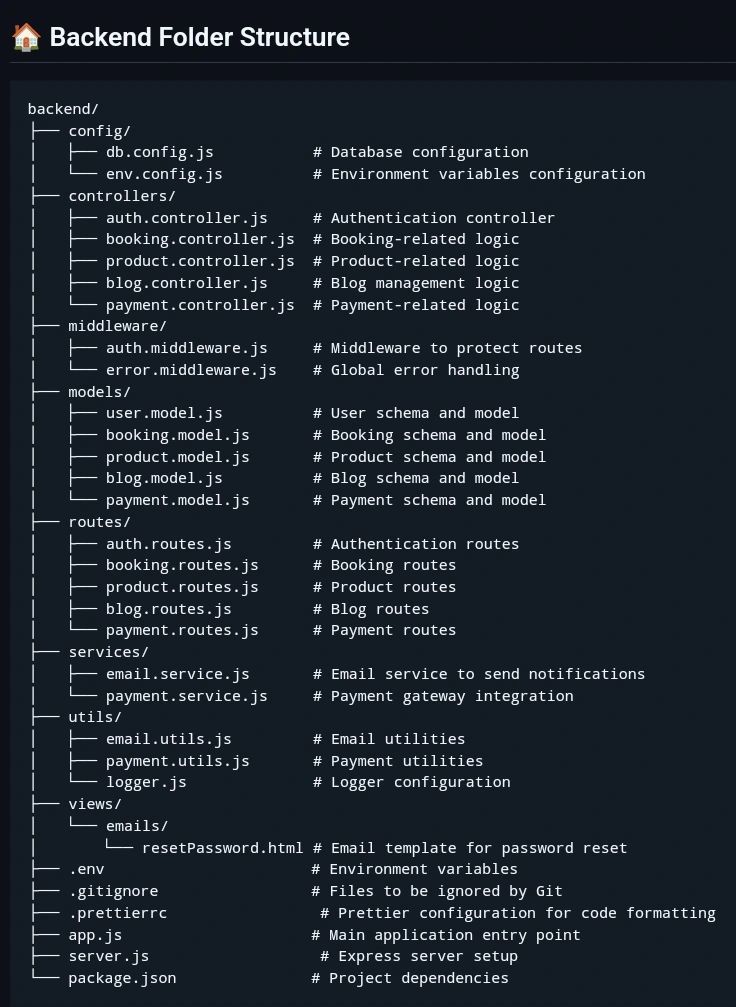 🏠 Backend Folder Structure
backend/
├── config/
│   ├── db.config.js           # Database configuration
│   └── env.config.js          # Environment variables configuration
├── controllers/
│   ├── auth.controller.js     # Authentication controller
│   ├── booking.controller.js  # Booking-related logic
│   ├── product.controller.js  # Product-related logic
│   ├── blog.controller.js     # Blog management logic
│   └── payment.controller.js  # Payment-related logic
├── middleware/
│   ├── auth.middleware.js     # Middleware to protect routes
│   └── error.middleware.js    # Global error handling
├── models/
│   ├── user.model.js          # User schema and model
│   ├── booking.model.js       # Booking schema and model
│   ├── product.model.js       # Product schema and model
│   ├── blog.model.js          # Blog schema and model
│   └── payment.model.js       # Payment schema and model
├── routes/
│   ├── auth.routes.js         # Authentication routes
│   ├── booking.routes.js      # Booking routes
│   ├── product.routes.js      # Product routes
│   ├── blog.routes.js         # Blog routes
│   └── payment.routes.js      # Payment routes
├── services/
│   ├── email.service.js       # Email service to send notifications
│   └── payment.service.js     # Payment gateway integration
├── utils/
│   ├── email.utils.js         # Email utilities
│   ├── payment.utils.js       # Payment utilities
│   └── logger.js              # Logger configuration
├── views/
│   └── emails/
│       └── resetPassword.html # Email template for password reset
├── .env                       # Environment variables
├── .gitignore                 # Files to be ignored by Git
├── .prettierrc                 # Prettier configuration for code formatting
├── app.js                     # Main application entry point
├── server.js                   # Express server setup
└── package.json               # Project dependencies